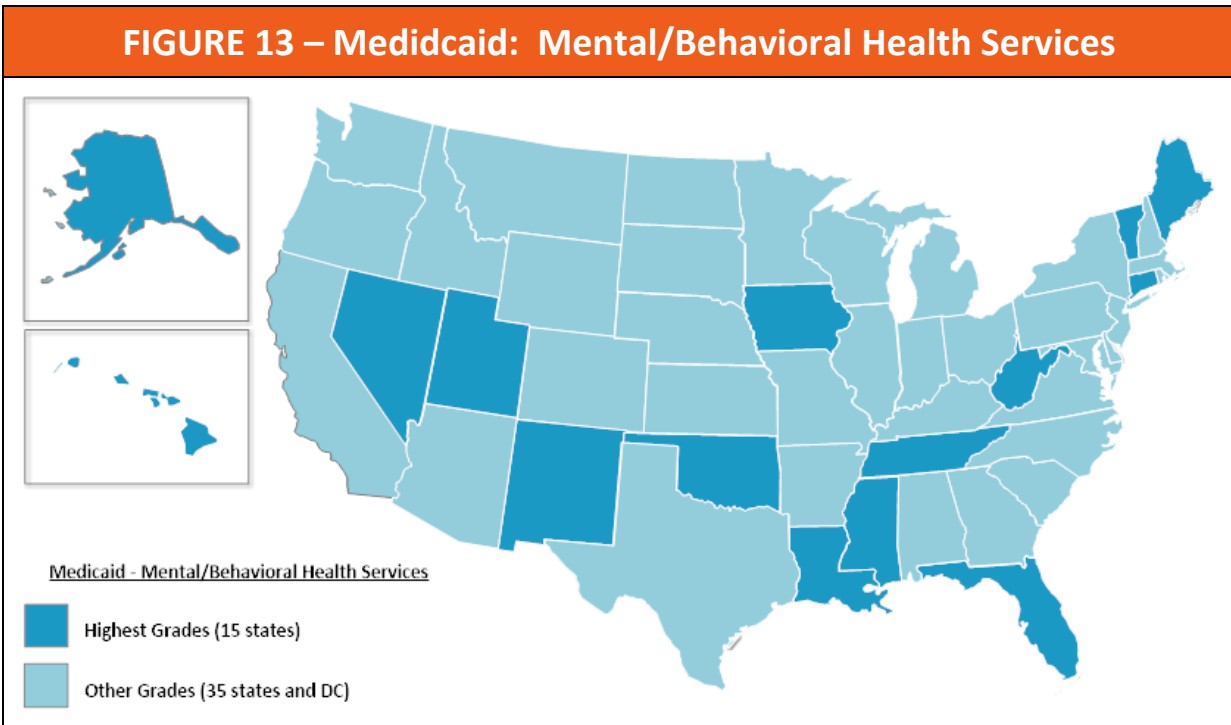 FIGURE 13 – Medidcaid: Mental/Behavioral Health Services
Medicaid - Mental/Behavioral Health Services
Highest Grades (15 states)
Other Grades (35 states and DC)